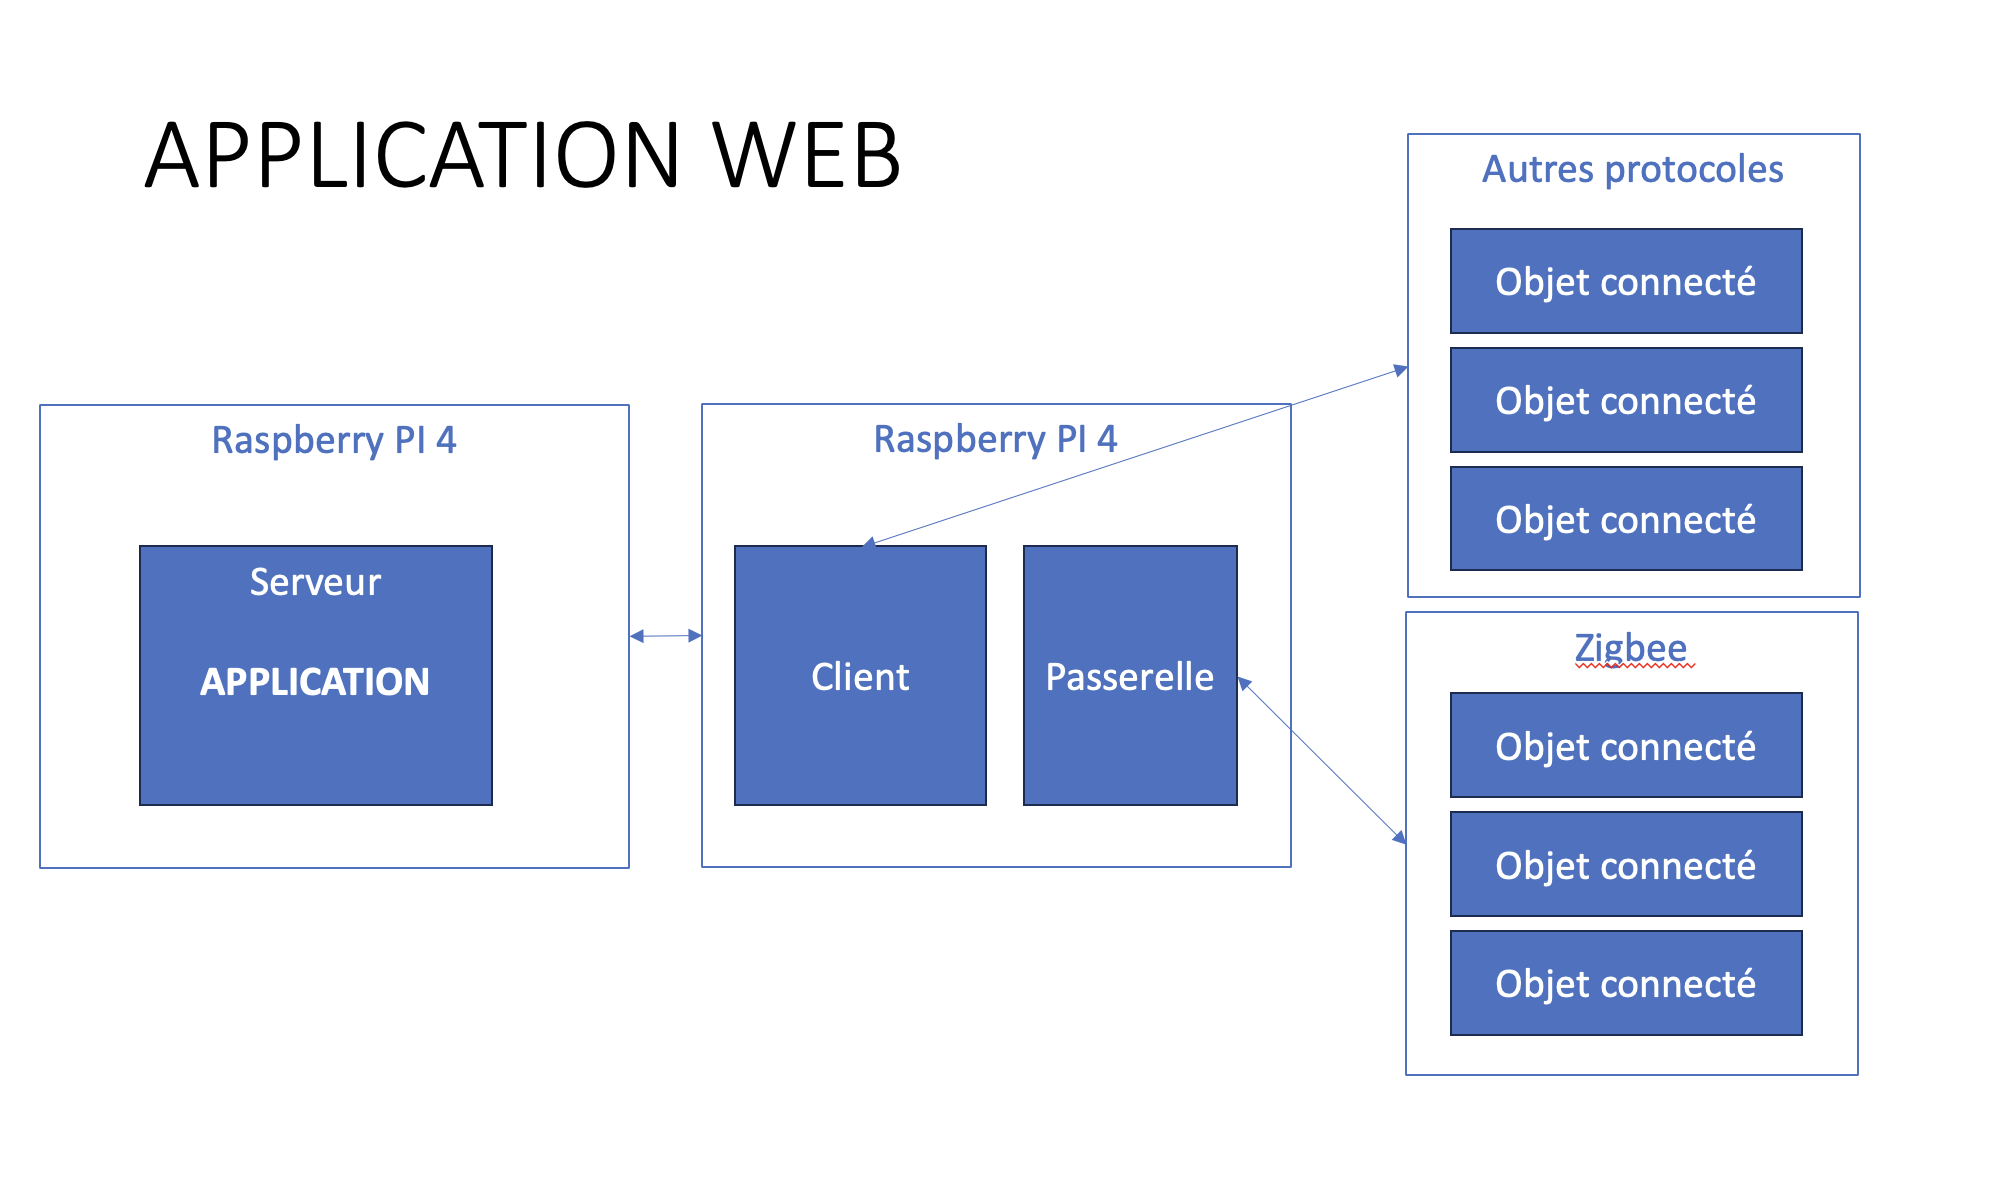 APPLICATION WEB
Raspberry PI 4
Serveur
APPLICATION
Raspberry PI 4
Client
Passerelle
Autres protocoles
Objet connecté
Objet connecté
Objet connecté
Zigbee
Objet connecté
Objet connecté
Objet connecté